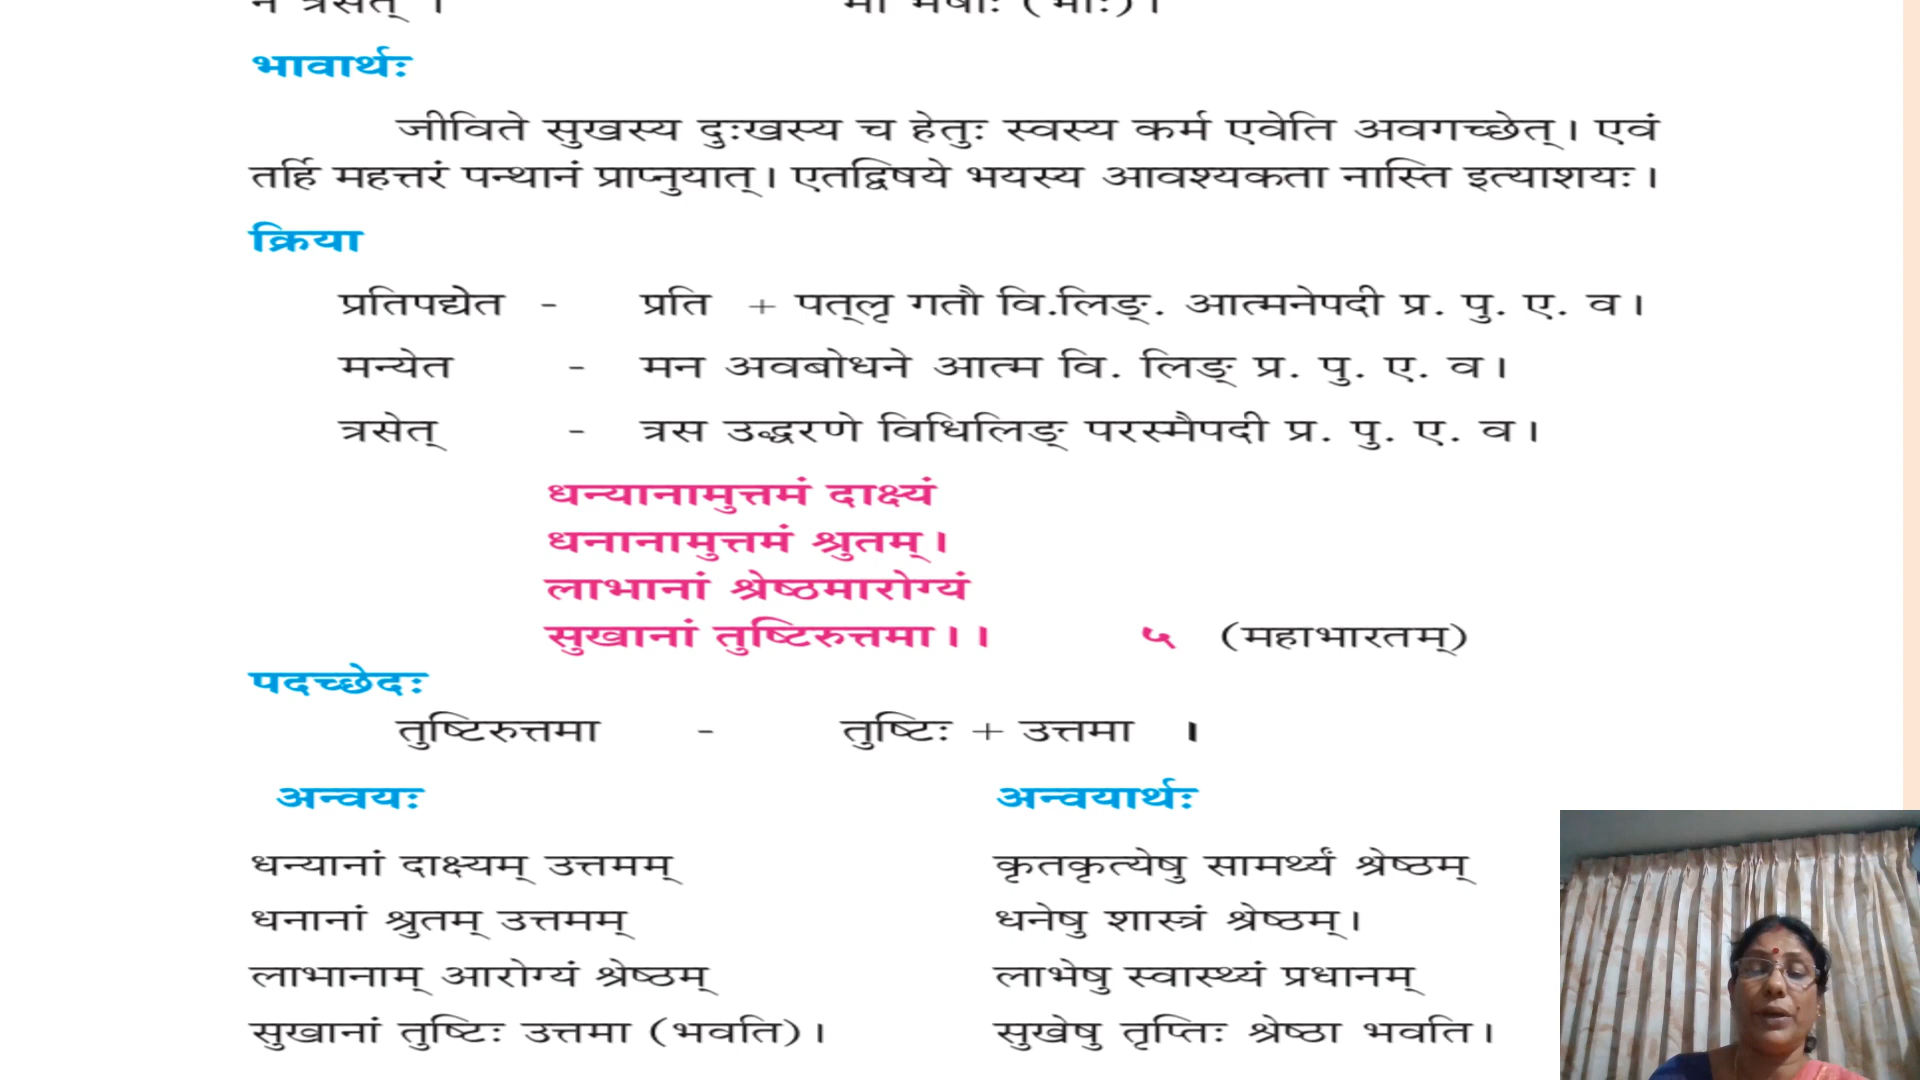 भावार्थः
जीविते सुखस्य दुःखस्य च हेतुः स्वस्य कर्म एवेति अवगच्छेत्। एवं
तर्हि महत्तरं पन्थानं प्राप्नुयात्। एतद्विषये भयस्य आवश्यकता नास्ति इत्याशयः।
क्रिया
प्रतिपद्येत - प्रति + पत्लृ गतौ वि.लिङ्. आत्मनेपदी प्र. पु. ए. व।
मन्येत - मन अवबोधने आत्म वि. लिङ् प्र. पु. ए. व।
त्रसेत् - त्रस उद्धरणे विधिलिङ् परस्मैपदी प्र. पु. ए. व।
धन्यानामुत्तमं दाक्ष्यं
धनानामुत्तमं श्रुतम्।
लाभानां श्रेष्ठमारोग्यं
सुखानां तुष्टिरुत्तमा।। ५ (महाभारतम्)
पदच्छेदः
तुष्टिरुत्तमा - तुष्टिः + उत्तमा ।
अन्वयः अन्वयार्थः
धन्यानां दाक्ष्यम् उत्तमम् कृतकृत्येषु सामर्थ्यं श्रेष्ठम्
धनानां श्रुतम् उत्तमम् धनेषु शास्त्रं श्रेष्ठम्।
लाभानाम् आरोग्यं श्रेष्ठम् लाभेषु स्वास्थ्यं प्रधानम्
सुखानां तुष्टिः उत्तमा (भवति)। सुखेषु तृप्तिः श्रेष्ठा भवति।